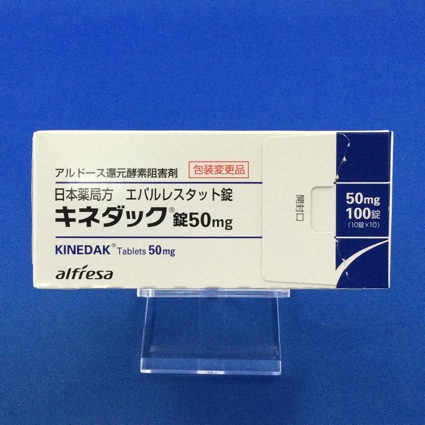 アルドース還元酵素阻害剤
包装変更品
日本薬局方 エパルレスタット錠
キネダック®錠50mg
KINEDAK® Tablets 50mg
alfresa
開封口
50mg
100錠
(10錠×10)